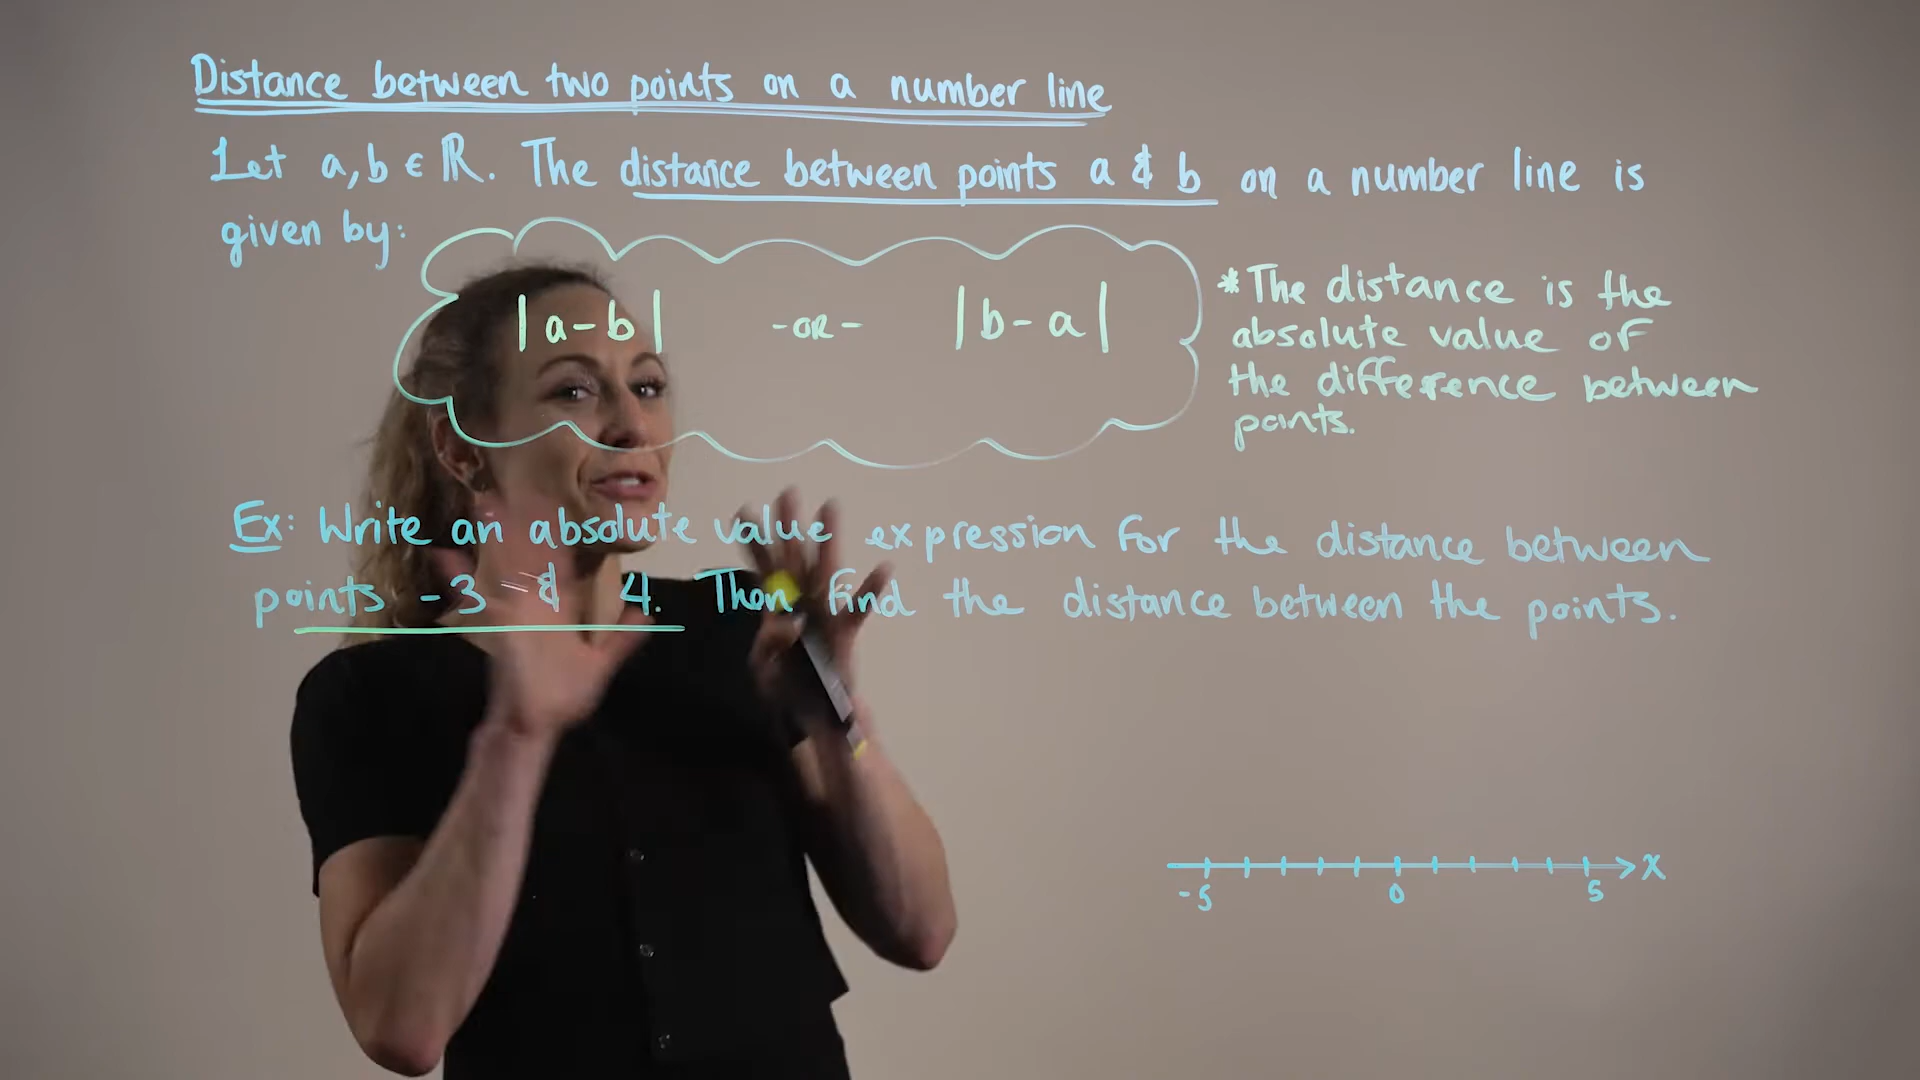 Distance between two points on a number line
Let a, b ∈ ℝ. The distance between points a & b on a number line is
given by:
|a - b| -OR- |b - a|
*The distance is the
absolute value of
the difference between
points.
Ex: Write an absolute value expression for the distance between
points -3 & 4. Then find the distance between the points.
-5 0 5 x